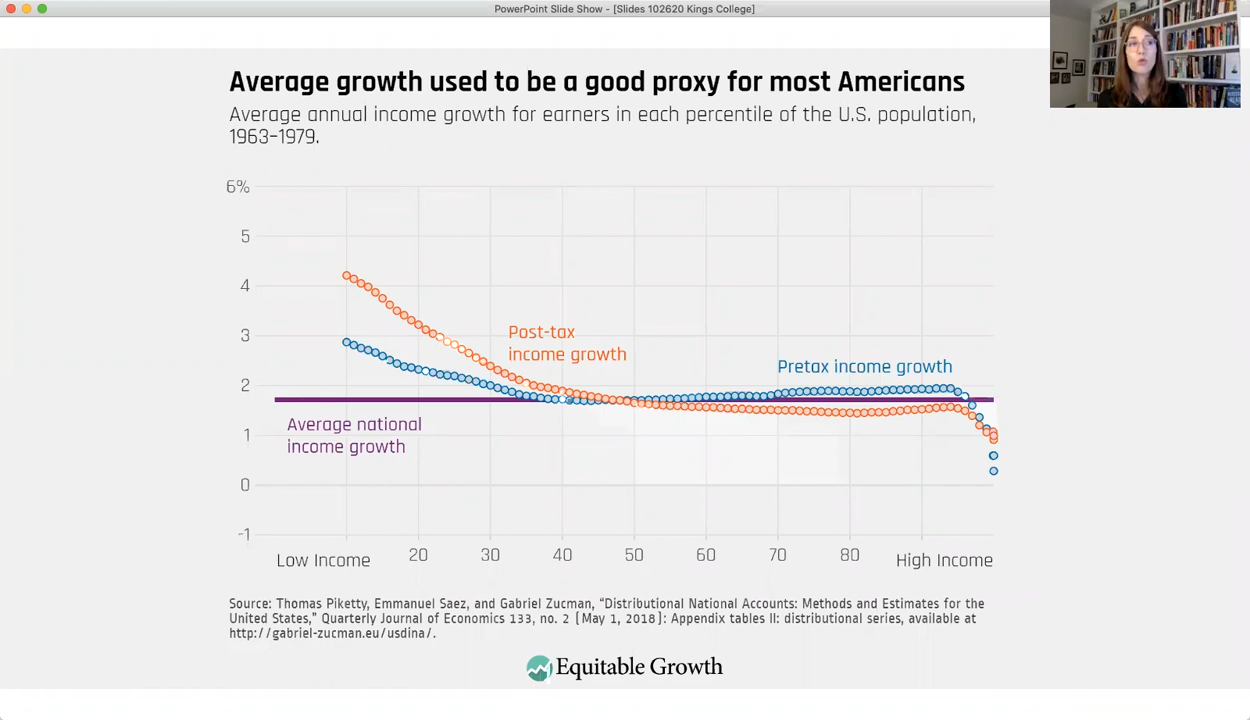 PowerPoint Slide Show - [Slides 102620 Kings College]
Average growth used to be a good proxy for most Americans
Average annual income growth for earners in each percentile of the U.S. population,
1963–1979.
6%
5
4
3
2
1
0
-1
Post-tax
income growth
Pretax income growth
Average national
income growth
Low Income
20
30
40
50
60
70
80
High Income
Source: Thomas Piketty, Emmanuel Saez, and Gabriel Zucman, “Distributional National Accounts: Methods and Estimates for the
United States,” Quarterly Journal of Economics 133, no. 2 (May 1, 2018): Appendix tables II: distributional series, available at
http://gabriel-zucman.eu/usdina/.
Equitable Growth